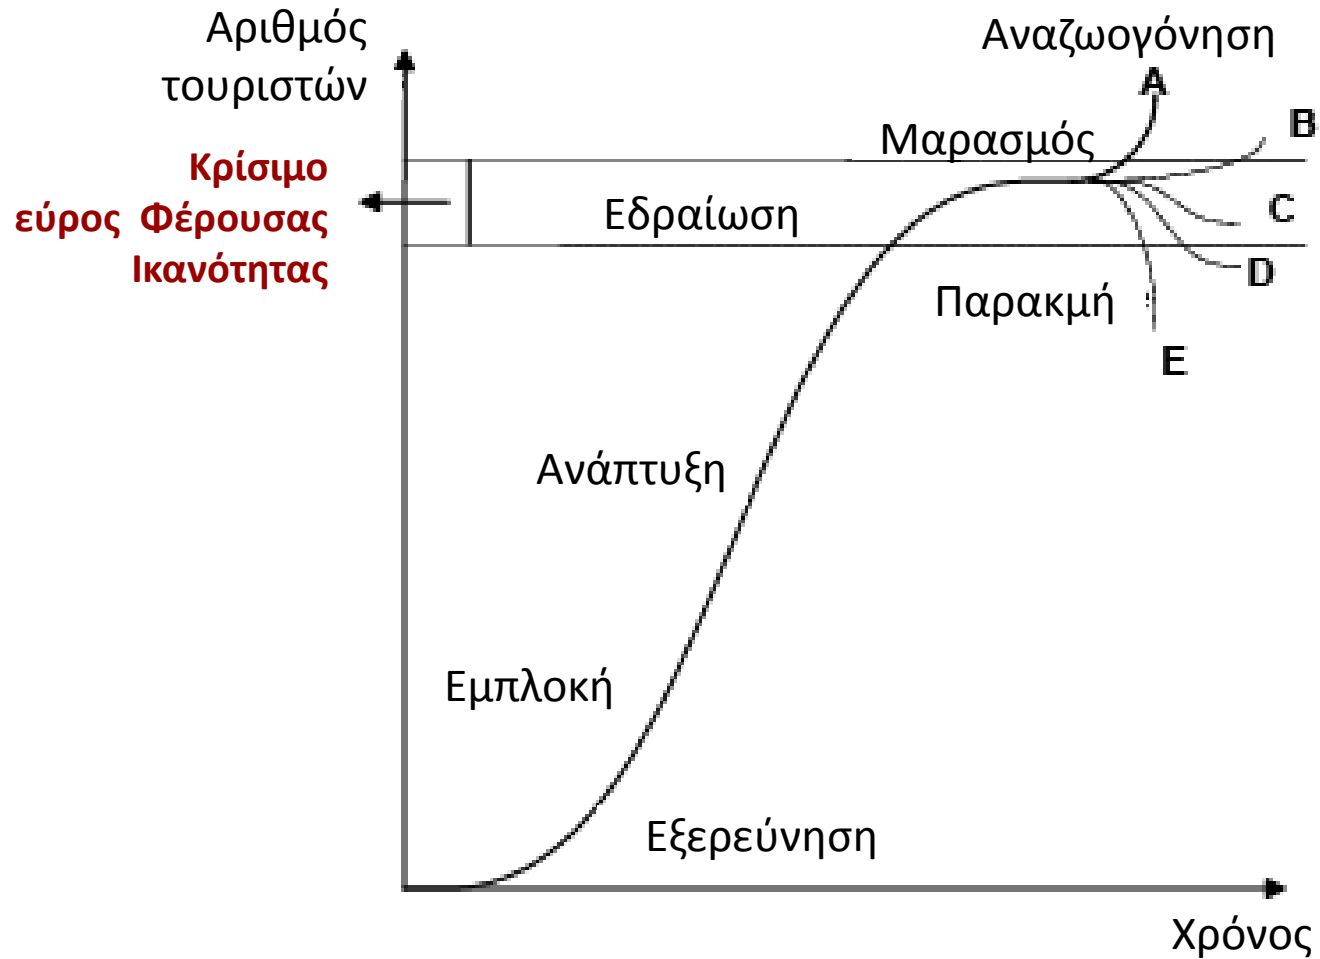 Αριθμός
τουριστών
Αναζωογόνηση
A
B
Μαρασμός
Κρίσιμο
εύρος Φέρουσας
Ικανότητας
Εδραίωση
C
D
Παρακμή
E
Ανάπτυξη
Εμπλοκή
Εξερεύνηση
Χρόνος